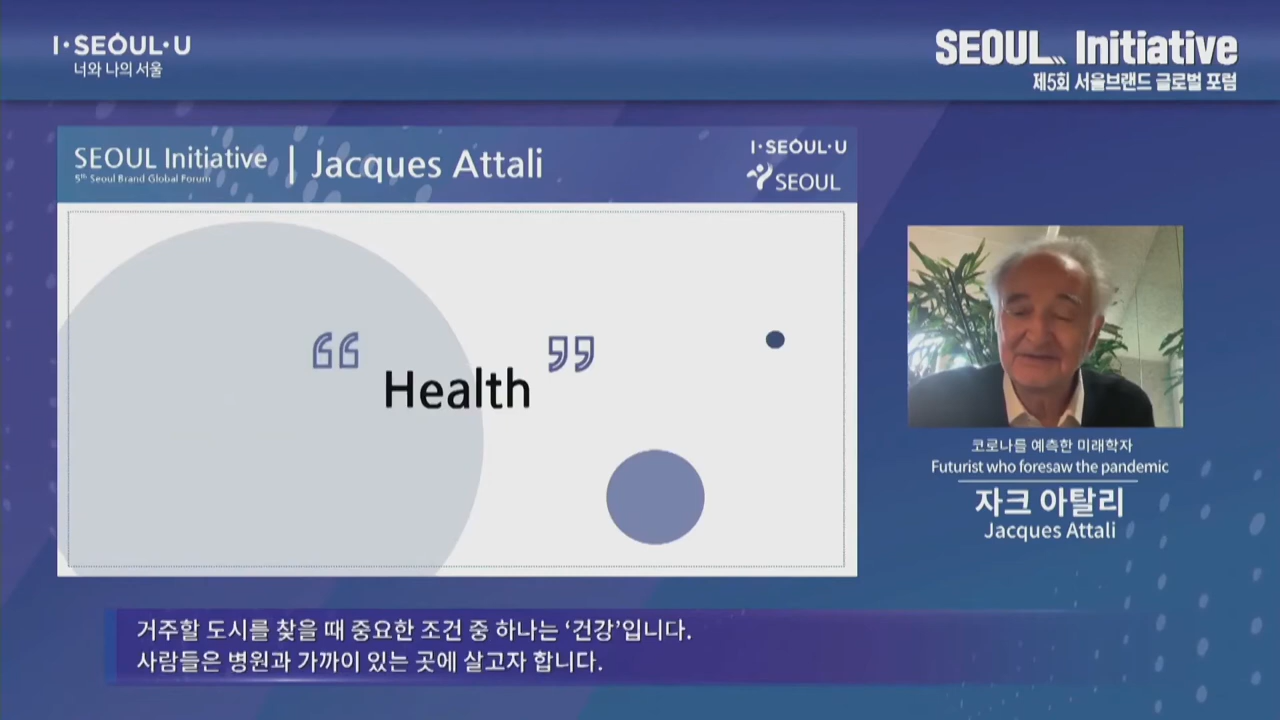 I·SEOUL·U
너와 나의 서울
SEOUL Initiative
제5회 서울브랜드 글로벌 포럼
SEOUL Initiative
5th Seoul Brand Global Forum
Jacques Attali
I·SEOUL·U
SEOUL
“ Health ”
코로나를 예측한 미래학자
Futurist who foresaw the pandemic
자크 아탈리
Jacques Attali
거주할 도시를 찾을 때 중요한 조건 중 하나는 ‘건강’입니다.
사람들은 병원과 가까이 있는 곳에 살고자 합니다.